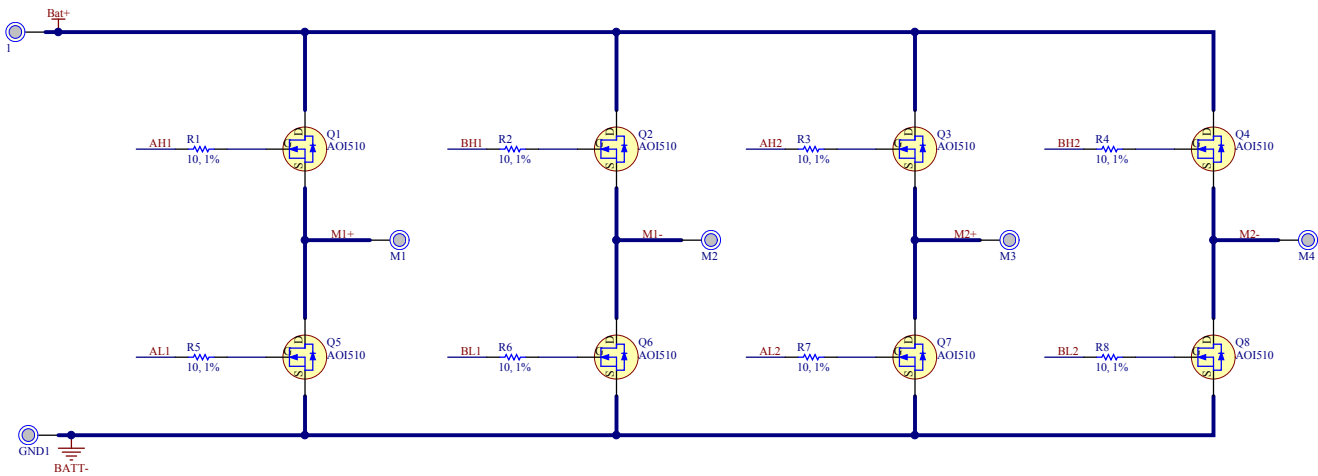 Bat+
1
AH1 R1 10, 1% G D S Q1 AOI510
BH1 R2 10, 1% G D S Q2 AOI510
AH2 R3 10, 1% G D S Q3 AOI510
BH2 R4 10, 1% G D S Q4 AOI510
M1+ M1
M1- M2
M2+ M3
M2- M4
AL1 R5 10, 1% G D S Q5 AOI510
BL1 R6 10, 1% G D S Q6 AOI510
AL2 R7 10, 1% G D S Q7 AOI510
BL2 R8 10, 1% G D S Q8 AOI510
GND1
BATT-